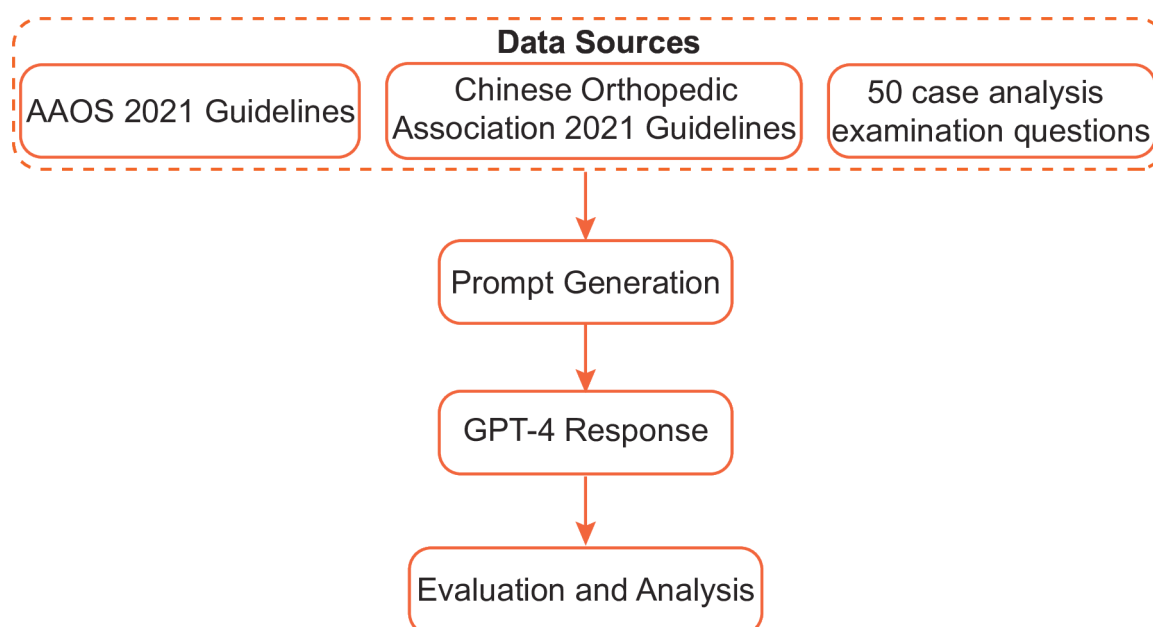 Data Sources
AAOS 2021 Guidelines
Chinese Orthopedic
Association 2021 Guidelines
50 case analysis
examination questions
Prompt Generation
GPT-4 Response
Evaluation and Analysis